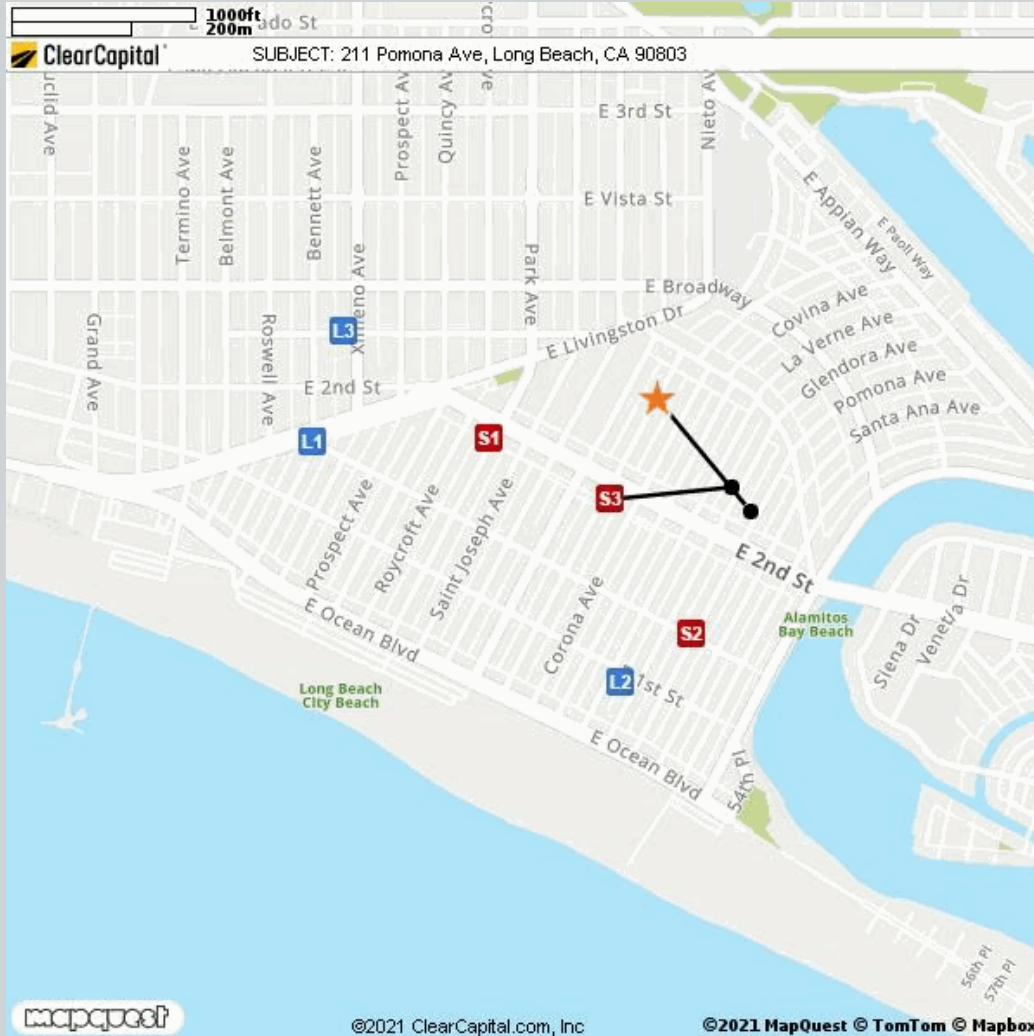 1000ft
200m
ClearCapital
SUBJECT: 211 Pomona Ave, Long Beach, CA 90803
E 3rd St
Prospect Av
Quincy Av
Nieto Av
Termino Ave
Belmont Ave
Bennett Ave
E Vista St
E Appian Way
E Paoli Way
Ximeno Ave
Park Ave
E Broadway
E Livingston Dr
Covina Ave
La Verne Ave
Glendora Ave
Pomona Ave
Santa Ana Ave
Grand Ave
Roswell Ave
L3
E 2nd St
L1
S1
S3
Prospect Ave
Roycroft Ave
Saint Joseph Ave
E 2nd St
E Ocean Blvd
Corona Ave
S2
Alamitos
Bay Beach
Siena Dr
Venetia Dr
L2
1st St
Long Beach
City Beach
E Ocean Blvd
54th Pl
56th Pl
57th Pl
mapquest
©2021 ClearCapital.com, Inc
©2021 MapQuest © TomTom © Mapbox